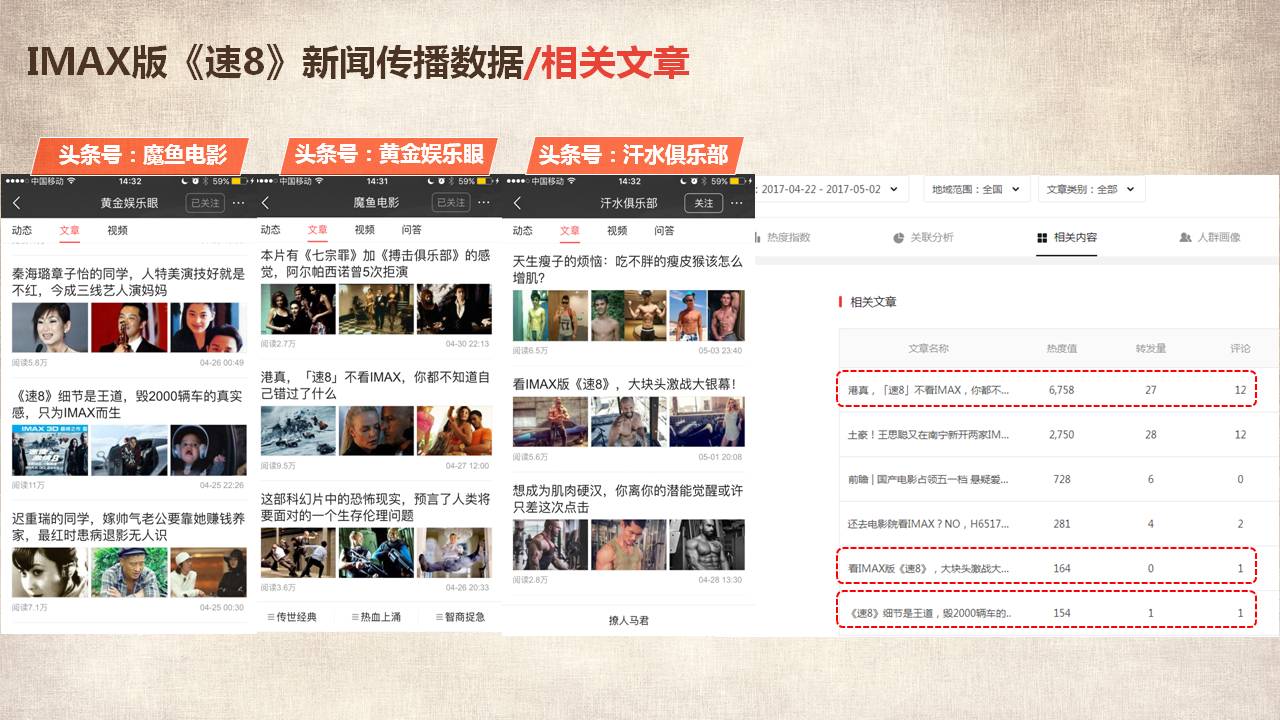 IMAX版《速8》新闻传播数据/相关文章
头条号：魔鱼电影
头条号：黄金娱乐眼
头条号：汗水俱乐部
中国移动 14:32 59%
黄金娱乐眼 已关注
动态 文章 视频
秦海璐章子怡的同学，人特美演技好就是
不红，今成三线艺人演妈妈
阅读5.8万 04-26 00:49
《速8》细节是王道，毁2000辆车的真实
感，只为IMAX而生
IMAX 3D
阅读11万 04-25 22:26
迟重瑞的同学，嫁帅气老公要靠她赚钱养
家，最红时患病退影无人识
阅读7.1万 04-25 00:30
中国移动 14:31 59%
魔鱼电影 已关注
动态 文章 视频 问答
本片有《七宗罪》加《搏击俱乐部》的感
觉，阿尔帕西诺曾5次拒演
阅读2.7万 04-30 22:13
港真，「速8」不看IMAX，你都不知道自
己错过了什么
阅读9.5万 04-27 12:00
这部科幻片中的恐怖现实，预言了人类将
要面对的一个生存伦理问题
阅读3.6万 04-26 20:33
传世经典 热血上涌 智商捉急
中国移动 14:32 59%
汗水俱乐部 关注
动态 文章 视频 问答
天生瘦子的烦恼：吃不胖的瘦皮猴该怎么
增肌？
阅读6.5万 05-03 23:40
看IMAX版《速8》，大块头激战大银幕！
阅读5.6万 05-01 20:08
想成为肌肉硬汉，你离你的潜能觉醒或许
只差这次点击
阅读2.8万 04-28 13:30
撩人马君
: 2017-04-22 - 2017-05-02 地域范围：全国 文章类别：全部
热度指数 关联分析 相关内容 人群画像
相关文章
文章名称 热度值 转发量 评论
港真，「速8」不看IMAX，你都不... 6,758 27 12
土豪！王思聪又在南宁新开两家IM... 2,750 28 12
前瞻 | 国产电影占领五一档 悬疑爱... 728 6 0
还去电影院看IMAX？NO，H6517... 281 4 2
看IMAX版《速8》，大块头激战大... 164 0 1
《速8》细节是王道，毁2000辆车的.. 154 1 1